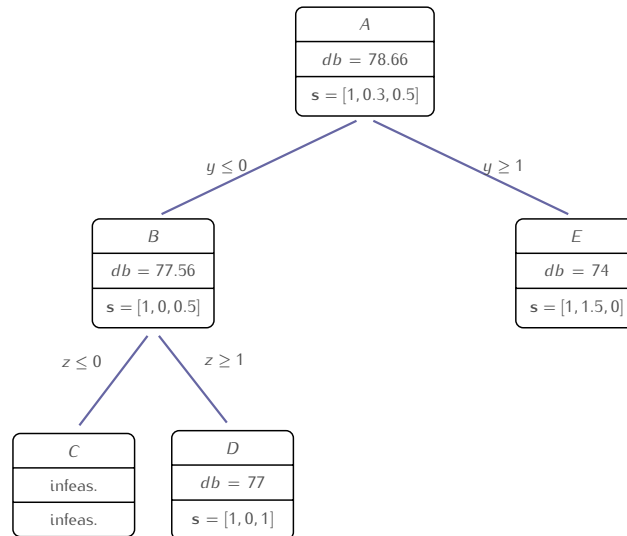 A
db = 78.66
s = [1, 0.3, 0.5]
y ≤ 0
y ≥ 1
B
db = 77.56
s = [1, 0, 0.5]
E
db = 74
s = [1, 1.5, 0]
z ≤ 0
z ≥ 1
C
infeas.
infeas.
D
db = 77
s = [1, 0, 1]